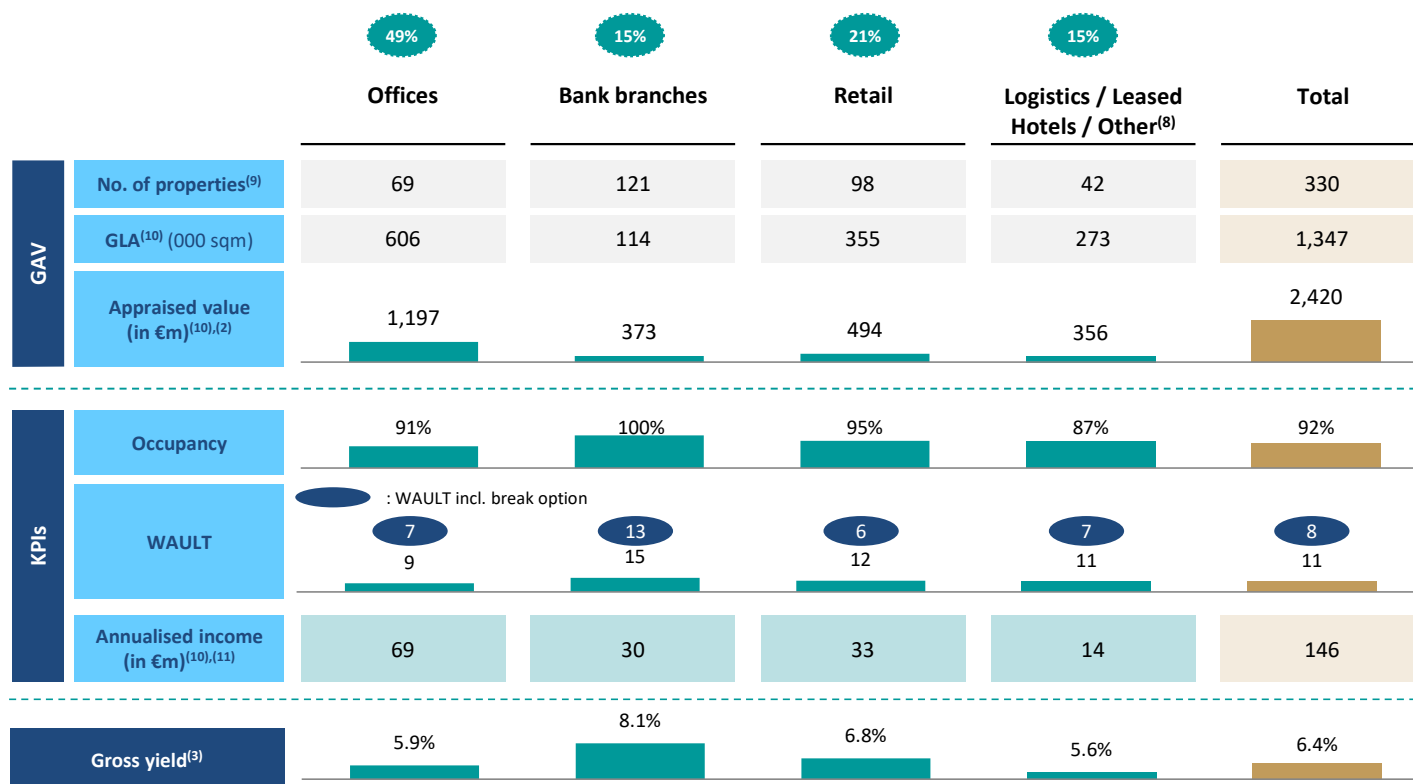 49% 15% 21% 15%
Offices Bank branches Retail Logistics / Leased Hotels / Other(8) Total
GAV
No. of properties(9) 69 121 98 42 330
GLA(10) (000 sqm) 606 114 355 273 1,347
Appraised value
(in €m)(10),(2) 1,197 373 494 356 2,420
KPIs
Occupancy 91% 100% 95% 87% 92%
: WAULT incl. break option
WAULT
7 13 6 7 8
9 15 12 11 11
Annualised income
(in €m)(10),(11) 69 30 33 14 146
Gross yield(3) 5.9% 8.1% 6.8% 5.6% 6.4%